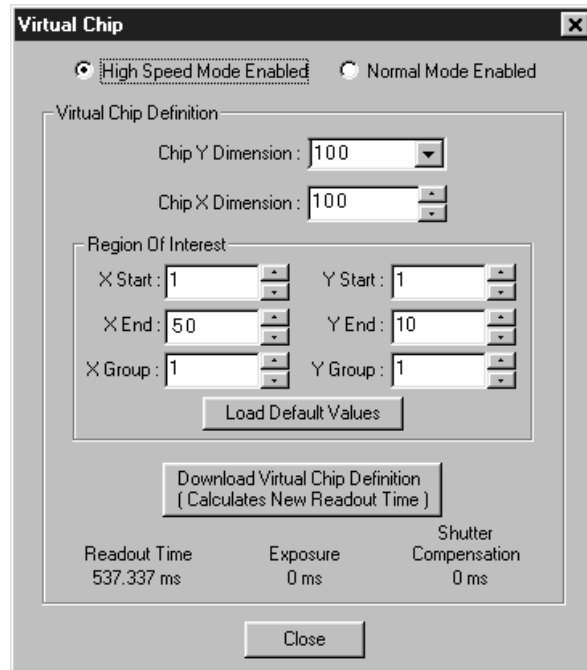 Virtual Chip
High Speed Mode Enabled Normal Mode Enabled
Virtual Chip Definition
Chip Y Dimension : 100
Chip X Dimension : 100
Region Of Interest
X Start : 1 Y Start : 1
X End : 50 Y End : 10
X Group : 1 Y Group : 1
Load Default Values
Download Virtual Chip Definition
( Calculates New Readout Time )
Readout Time Exposure Shutter Compensation
537.337 ms 0 ms 0 ms
Close